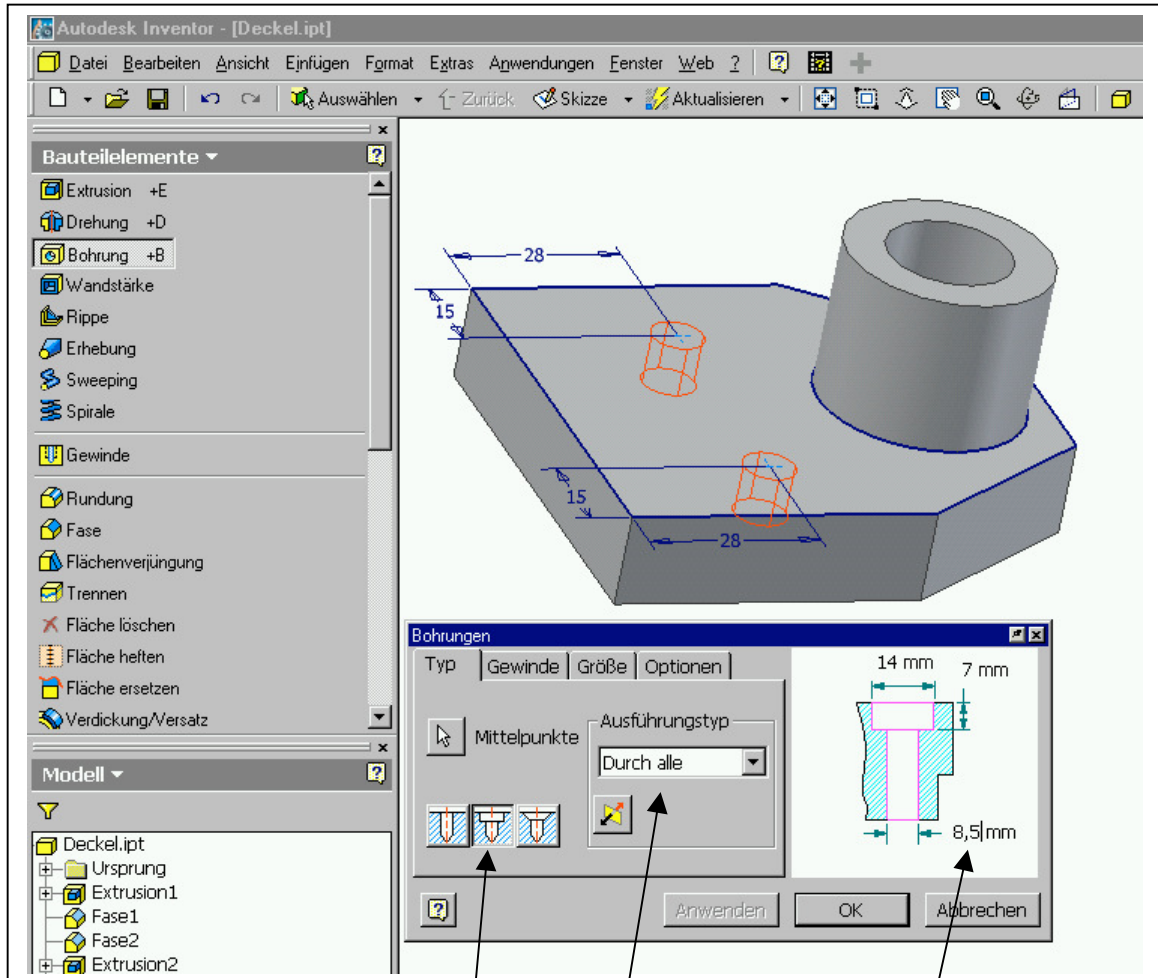 Autodesk Inventor - [Deckel.ipt]
Datei Bearbeiten Ansicht Einfügen Format Extras Anwendungen Fenster Web ?
Auswählen Zurück Skizze Aktualisieren
Bauteilelemente
Extrusion +E
Drehung +D
Bohrung +B
Wandstärke
Rippe
Erhebung
Sweeping
Spirale
Gewinde
Rundung
Fase
Flächenverjüngung
Trennen
Fläche löschen
Fläche heften
Fläche ersetzen
Verdickung/Versatz
Modell
Deckel.ipt
Ursprung
Extrusion1
Fase1
Fase2
Extrusion2
28
15
15
28
Bohrungen
Typ Gewinde Größe Optionen
Mittelpunkte
Ausführungstyp
Durch alle
14 mm 7 mm
8,5 mm
Anwenden OK Abbrechen